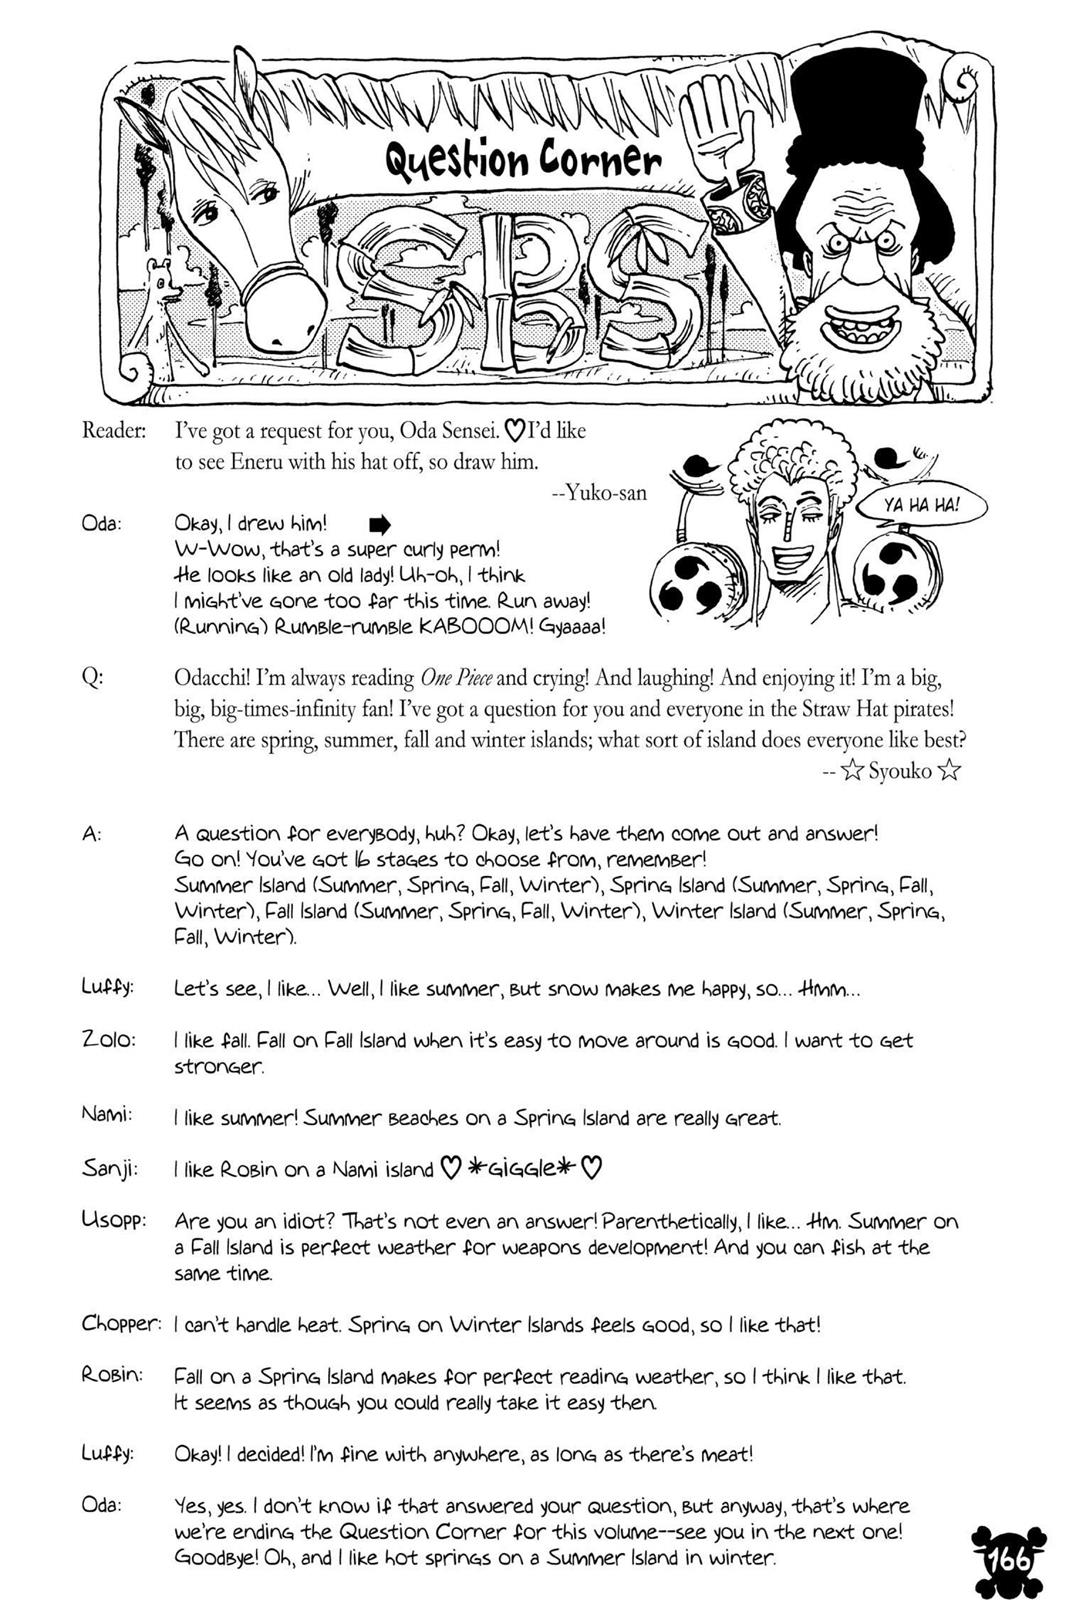 Question Corner
SBS
Reader: I've got a request for you, Oda Sensei. ♡I'd like
to see Eneru with his hat off, so draw him.
--Yuko-san
Oda: Okay, I drew him!
W-Wow, that's a super curly perm!
He looks like an old lady! Uh-oh, I think
I might've gone too far this time. Run away!
(Running) Rumble-rumble KABOOOM! Gyaaaa!
YA HA HA!
Q: Odacchi! I'm always reading One Piece and crying! And laughing! And enjoying it! I'm a big,
big, big-times-infinity fan! I've got a question for you and everyone in the Straw Hat pirates!
There are spring, summer, fall and winter islands; what sort of island does everyone like best?
-- ☆ Syouko ☆
A: A question for everybody, huh? Okay, let's have them come out and answer!
Go on! You've got 16 stages to choose from, remember!
Summer Island (Summer, Spring, Fall, Winter), Spring Island (Summer, Spring, Fall,
Winter), Fall Island (Summer, Spring, Fall, Winter), Winter Island (Summer, Spring,
Fall, Winter).
Luffy: Let's see, I like... Well, I like summer, but snow makes me happy, so... Hmm...
Zolo: I like fall. Fall on Fall Island when it's easy to move around is good. I want to get
stronger.
Nami: I like summer! Summer beaches on a Spring Island are really great.
Sanji: I like Robin on a Nami island ♡ *giggle* ♡
Usopp: Are you an idiot? That's not even an answer! Parenthetically, I like... Hm. Summer on
a Fall Island is perfect weather for weapons development! And you can fish at the
same time.
Chopper: I can't handle heat. Spring on Winter Islands feels good, so I like that!
Robin: Fall on a Spring Island makes for perfect reading weather, so I think I like that.
It seems as though you could really take it easy then.
Luffy: Okay! I decided! I'm fine with anywhere, as long as there's meat!
Oda: Yes, yes. I don't know if that answered your question, but anyway, that's where
we're ending the Question Corner for this volume--see you in the next one!
Goodbye! Oh, and I like hot springs on a Summer Island in winter.
166